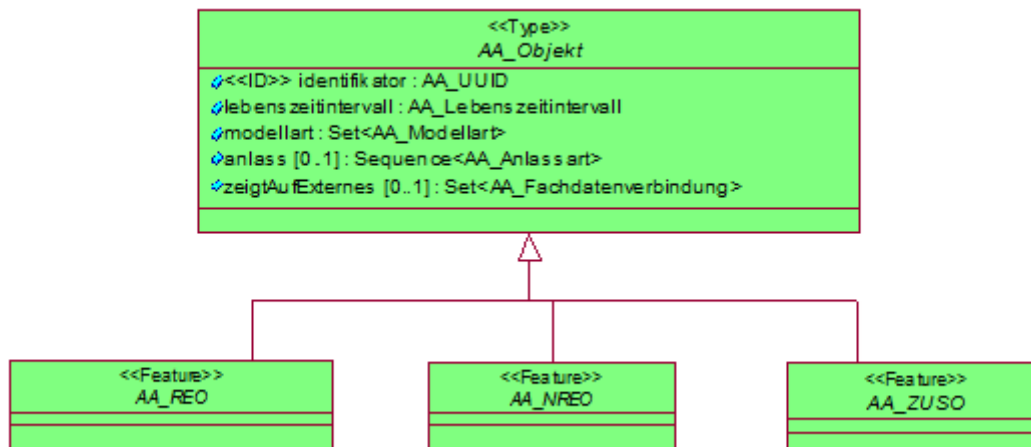 <<Type>>
AA_Objekt
<<ID>> identifikator : AA_UUID
lebenszeitintervall : AA_Lebenszeitintervall
modellart : Set<AA_Modellart>
anlass [0..1] : Sequence<AA_Anlassart>
zeigtAufExternes [0..1] : Set<AA_Fachdatenverbindung>
<<Feature>>
AA_REO
<<Feature>>
AA_NREO
<<Feature>>
AA_ZUSO